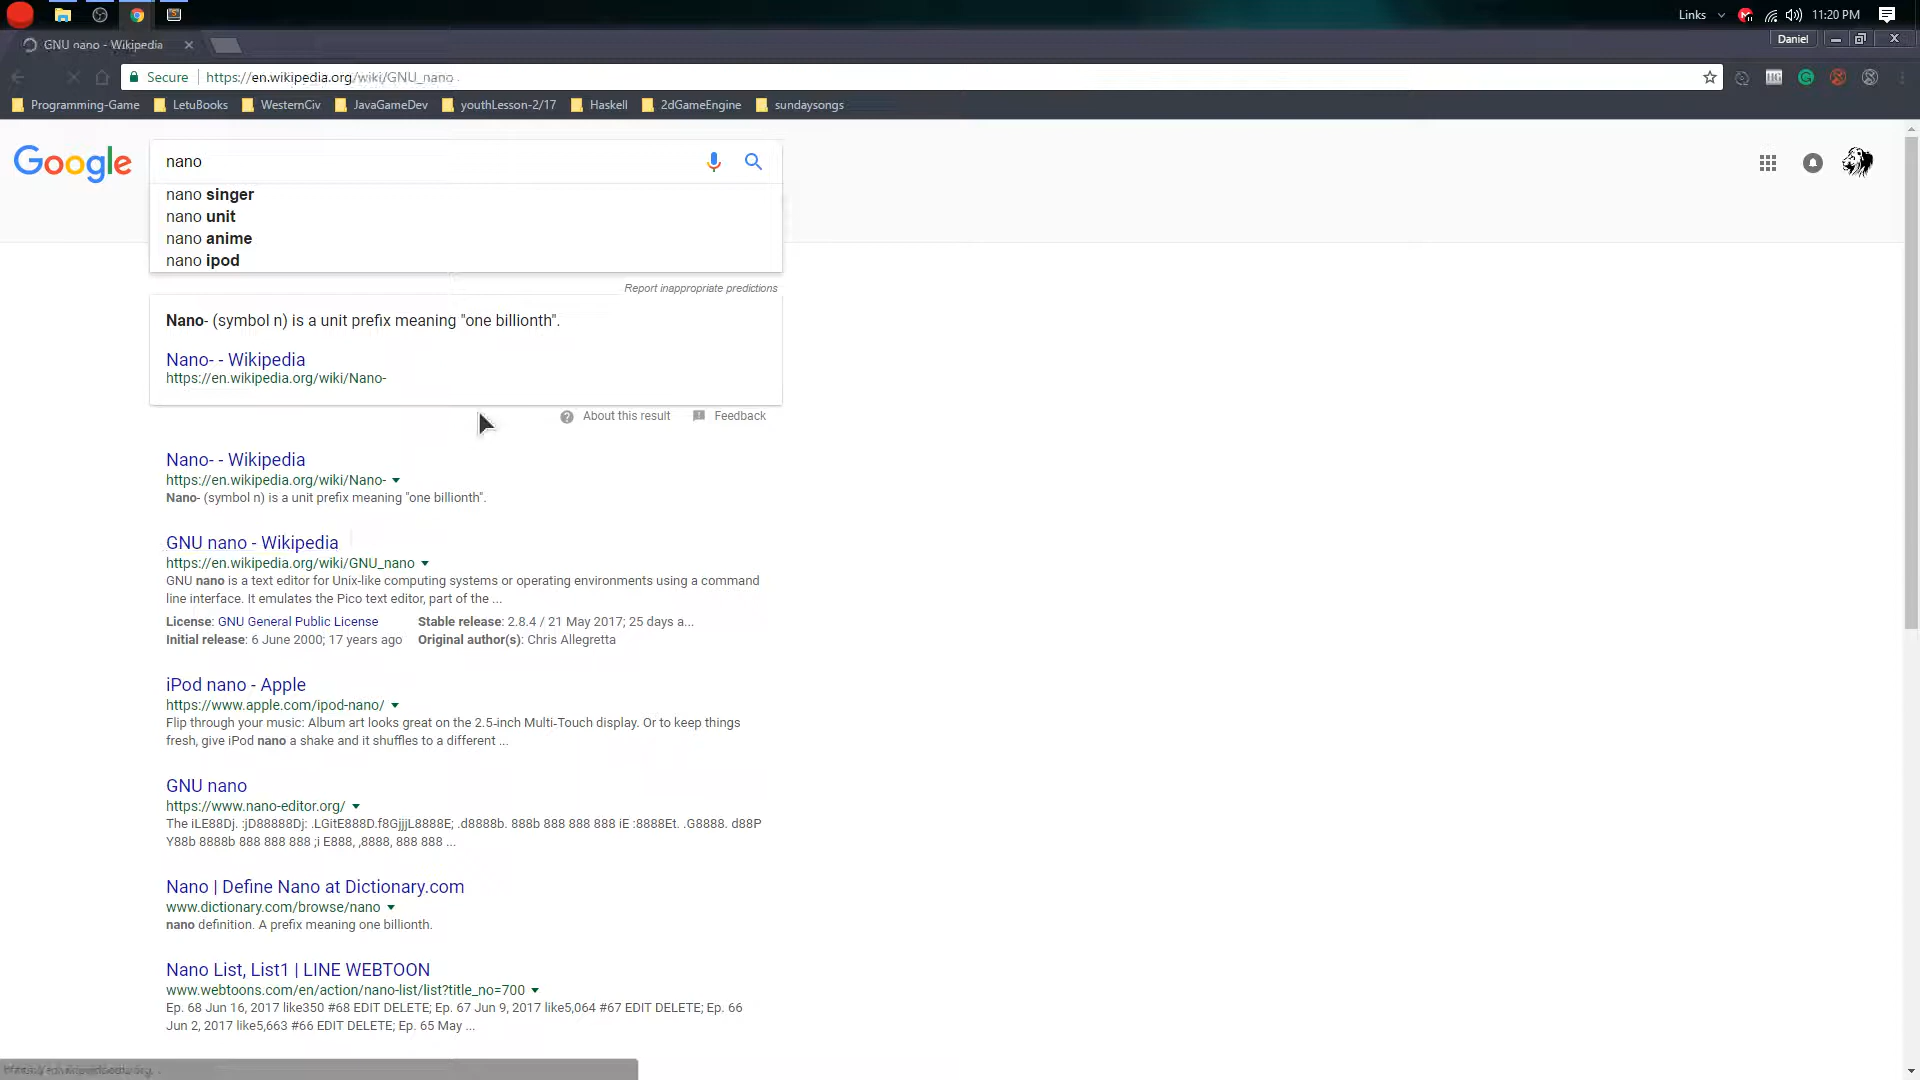 Links
11:20 PM
GNU nano - Wikipedia
Daniel
Secure
https://en.wikipedia.org/wiki/GNU_nano
Programming-Game
LetuBooks
WesternCiv
JavaGameDev
youthLesson-2/17
Haskell
2dGameEngine
sundaysongs
Google
nano
nano singer
nano unit
nano anime
nano ipod
Report inappropriate predictions
Nano- (symbol n) is a unit prefix meaning "one billionth".
Nano- - Wikipedia
https://en.wikipedia.org/wiki/Nano-
About this result
Feedback
Nano- - Wikipedia
https://en.wikipedia.org/wiki/Nano-
Nano- (symbol n) is a unit prefix meaning "one billionth".
GNU nano - Wikipedia
https://en.wikipedia.org/wiki/GNU_nano
GNU nano is a text editor for Unix-like computing systems or operating environments using a command
line interface. It emulates the Pico text editor, part of the ...
License: GNU General Public License Stable release: 2.8.4 / 21 May 2017; 25 days a...
Initial release: 6 June 2000; 17 years ago Original author(s): Chris Allegretta
iPod nano - Apple
https://www.apple.com/ipod-nano/
Flip through your music: Album art looks great on the 2.5-inch Multi-Touch display. Or to keep things
fresh, give iPod nano a shake and it shuffles to a different ...
GNU nano
https://www.nano-editor.org/
The iLE88Dj. :jD88888Dj: .LGitE888D.f8GjjjL8888E; .d8888b. 888b 888 888 888 iE :8888Et. .G8888. d88P
Y88b 8888b 888 888 888 ;i E888, ,8888, 888 888 ...
Nano | Define Nano at Dictionary.com
www.dictionary.com/browse/nano
nano definition. A prefix meaning one billionth.
Nano List, List1 | LINE WEBTOON
www.webtoons.com/en/action/nano-list/list?title_no=700
Ep. 68 Jun 16, 2017 like350 #68 EDIT DELETE; Ep. 67 Jun 9, 2017 like5,064 #67 EDIT DELETE; Ep. 66
Jun 2, 2017 like5,663 #66 EDIT DELETE; Ep. 65 May ...